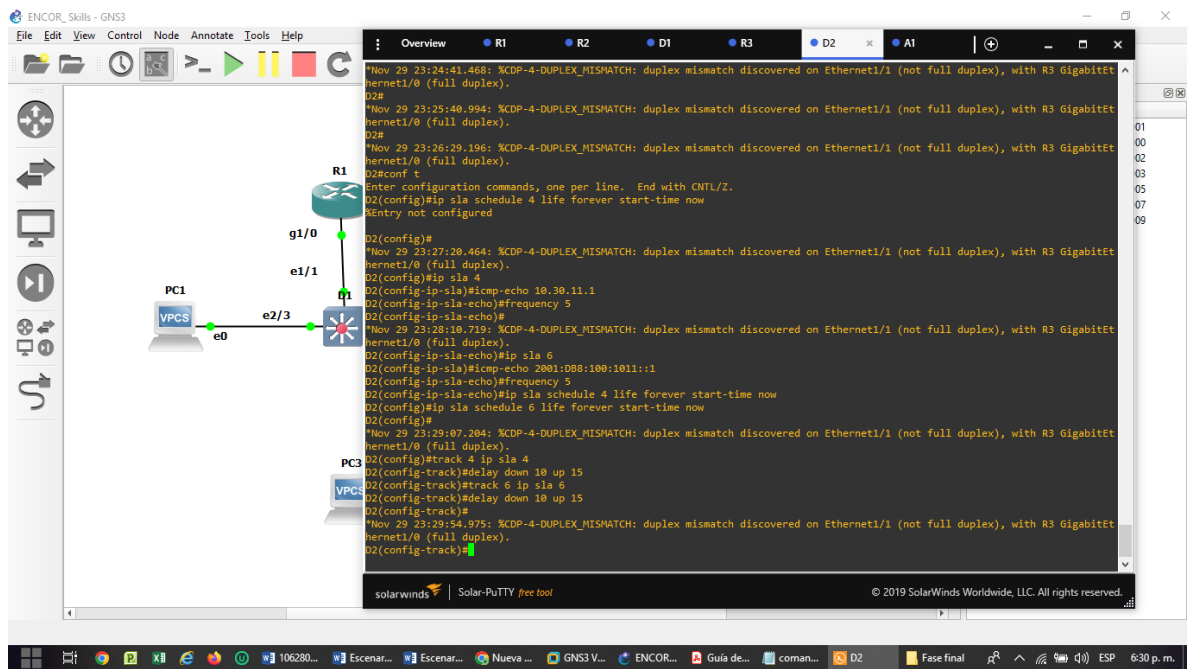 ENCOR_Skills - GNS3
File Edit View Control Node Annotate Tools Help
Overview R1 R2 D1 R3 D2 × A1
*Nov 29 23:24:41.468: %CDP-4-DUPLEX_MISMATCH: duplex mismatch discovered on Ethernet1/1 (not full duplex), with R3 GigabitEt
hernet1/0 (full duplex).
D2#
*Nov 29 23:25:40.994: %CDP-4-DUPLEX_MISMATCH: duplex mismatch discovered on Ethernet1/1 (not full duplex), with R3 GigabitEt
hernet1/0 (full duplex).
D2#
*Nov 29 23:26:29.196: %CDP-4-DUPLEX_MISMATCH: duplex mismatch discovered on Ethernet1/1 (not full duplex), with R3 GigabitEt
hernet1/0 (full duplex).
D2#conf t
Enter configuration commands, one per line.  End with CNTL/Z.
D2(config)#ip sla schedule 4 life forever start-time now
%Entry not configured
D2(config)#
*Nov 29 23:27:20.464: %CDP-4-DUPLEX_MISMATCH: duplex mismatch discovered on Ethernet1/1 (not full duplex), with R3 GigabitEt
hernet1/0 (full duplex).
D2(config)#ip sla 4
D2(config-ip-sla)#icmp-echo 10.30.11.1
D2(config-ip-sla-echo)#frequency 5
D2(config-ip-sla-echo)#
*Nov 29 23:28:10.719: %CDP-4-DUPLEX_MISMATCH: duplex mismatch discovered on Ethernet1/1 (not full duplex), with R3 GigabitEt
hernet1/0 (full duplex).
D2(config-ip-sla-echo)#ip sla 6
D2(config-ip-sla)#icmp-echo 2001:DB8:100:1011::1
D2(config-ip-sla-echo)#frequency 5
D2(config-ip-sla-echo)#ip sla schedule 4 life forever start-time now
D2(config)#ip sla schedule 6 life forever start-time now
D2(config)#
*Nov 29 23:29:07.204: %CDP-4-DUPLEX_MISMATCH: duplex mismatch discovered on Ethernet1/1 (not full duplex), with R3 GigabitEt
hernet1/0 (full duplex).
D2(config)#track 4 ip sla 4
D2(config-track)#delay down 10 up 15
D2(config-track)#track 6 ip sla 6
D2(config-track)#delay down 10 up 15
D2(config-track)#
*Nov 29 23:29:54.975: %CDP-4-DUPLEX_MISMATCH: duplex mismatch discovered on Ethernet1/1 (not full duplex), with R3 GigabitEt
hernet1/0 (full duplex).
D2(config-track)#
solarwinds Solar-PuTTY free tool © 2019 SolarWinds Worldwide, LLC. All rights reserved.
R1
g1/0
e1/1
PC1
D1
VPCS
e2/3
e0
PC3
VPCS
01
00
02
03
05
07
09
106280... Escenar... Escenar... Nueva ... GNS3 V... ENCOR... Guía de... coman... D2 Fase final ESP 6:30 p. m.